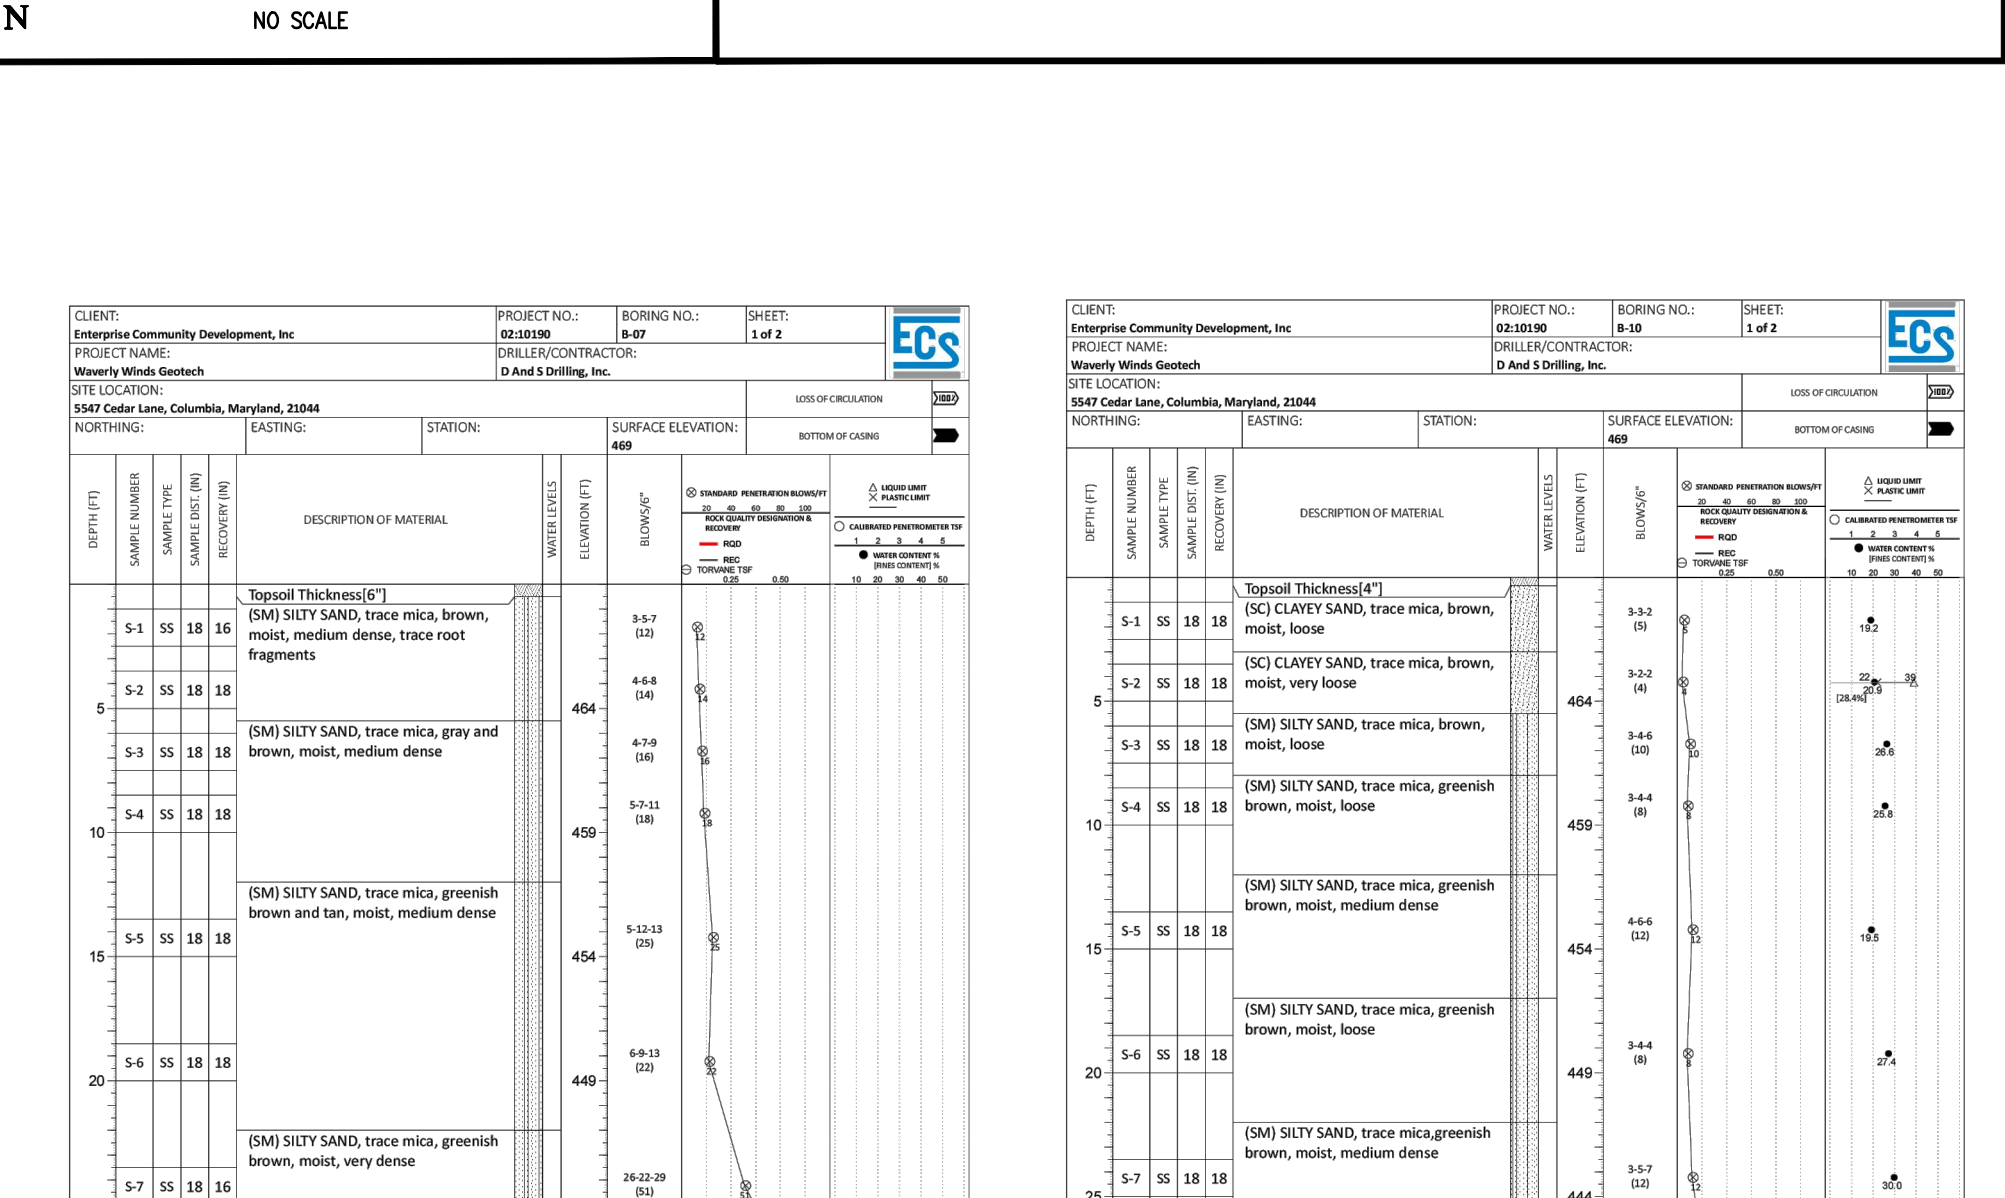 N
NO SCALE
CLIENT:
Enterprise Community Development, Inc
PROJECT NO.:
02:10190
BORING NO.:
B-07
SHEET:
1 of 2
ECS
PROJECT NAME:
Waverly Winds Geotech
DRILLER/CONTRACTOR:
D And S Drilling, Inc.
SITE LOCATION:
5547 Cedar Lane, Columbia, Maryland, 21044
LOSS OF CIRCULATION
NORTHING:
EASTING:
STATION:
SURFACE ELEVATION:
469
BOTTOM OF CASING
DEPTH (FT)
SAMPLE NUMBER
SAMPLE TYPE
SAMPLE DIST. (IN)
RECOVERY (IN)
DESCRIPTION OF MATERIAL
WATER LEVELS
ELEVATION (FT)
BLOWS/6"
STANDARD PENETRATION BLOWS/FT
20 40 60 80 100
ROCK QUALITY DESIGNATION &
RECOVERY
RQD
REC
TORVANE TSF
0.25 0.50
LIQUID LIMIT
PLASTIC LIMIT
CALIBRATED PENETROMETER TSF
1 2 3 4 5
WATER CONTENT %
[FINES CONTENT] %
10 20 30 40 50
Topsoil Thickness[6"]
S-1 SS 18 16
(SM) SILTY SAND, trace mica, brown,
moist, medium dense, trace root
fragments
3-5-7
(12)
12
S-2 SS 18 18
4-6-8
(14)
14
5
464
S-3 SS 18 18
(SM) SILTY SAND, trace mica, gray and
brown, moist, medium dense
4-7-9
(16)
16
S-4 SS 18 18
5-7-11
(18)
18
10
459
(SM) SILTY SAND, trace mica, greenish
brown and tan, moist, medium dense
S-5 SS 18 18
5-12-13
(25)
25
15
454
S-6 SS 18 18
6-9-13
(22)
22
20
449
(SM) SILTY SAND, trace mica, greenish
brown, moist, very dense
S-7 SS 18 16
26-22-29
(51)
51
CLIENT:
Enterprise Community Development, Inc
PROJECT NO.:
02:10190
BORING NO.:
B-10
SHEET:
1 of 2
ECS
PROJECT NAME:
Waverly Winds Geotech
DRILLER/CONTRACTOR:
D And S Drilling, Inc.
SITE LOCATION:
5547 Cedar Lane, Columbia, Maryland, 21044
LOSS OF CIRCULATION
NORTHING:
EASTING:
STATION:
SURFACE ELEVATION:
469
BOTTOM OF CASING
DEPTH (FT)
SAMPLE NUMBER
SAMPLE TYPE
SAMPLE DIST. (IN)
RECOVERY (IN)
DESCRIPTION OF MATERIAL
WATER LEVELS
ELEVATION (FT)
BLOWS/6"
STANDARD PENETRATION BLOWS/FT
20 40 60 80 100
ROCK QUALITY DESIGNATION &
RECOVERY
RQD
REC
TORVANE TSF
0.25 0.50
LIQUID LIMIT
PLASTIC LIMIT
CALIBRATED PENETROMETER TSF
1 2 3 4 5
WATER CONTENT %
[FINES CONTENT] %
10 20 30 40 50
Topsoil Thickness[4"]
S-1 SS 18 18
(SC) CLAYEY SAND, trace mica, brown,
moist, loose
3-3-2
(5)
5
19.2
S-2 SS 18 18
(SC) CLAYEY SAND, trace mica, brown,
moist, very loose
3-2-2
(4)
4
22
39
20.9
[28.4%]
5
464
S-3 SS 18 18
(SM) SILTY SAND, trace mica, brown,
moist, loose
3-4-6
(10)
10
26.6
S-4 SS 18 18
(SM) SILTY SAND, trace mica, greenish
brown, moist, loose
3-4-4
(8)
8
25.8
10
459
(SM) SILTY SAND, trace mica, greenish
brown, moist, medium dense
S-5 SS 18 18
4-6-6
(12)
12
19.5
15
454
(SM) SILTY SAND, trace mica, greenish
brown, moist, loose
S-6 SS 18 18
3-4-4
(8)
8
27.4
20
449
(SM) SILTY SAND, trace mica,greenish
brown, moist, medium dense
S-7 SS 18 18
3-5-7
(12)
12
30.0
25
444